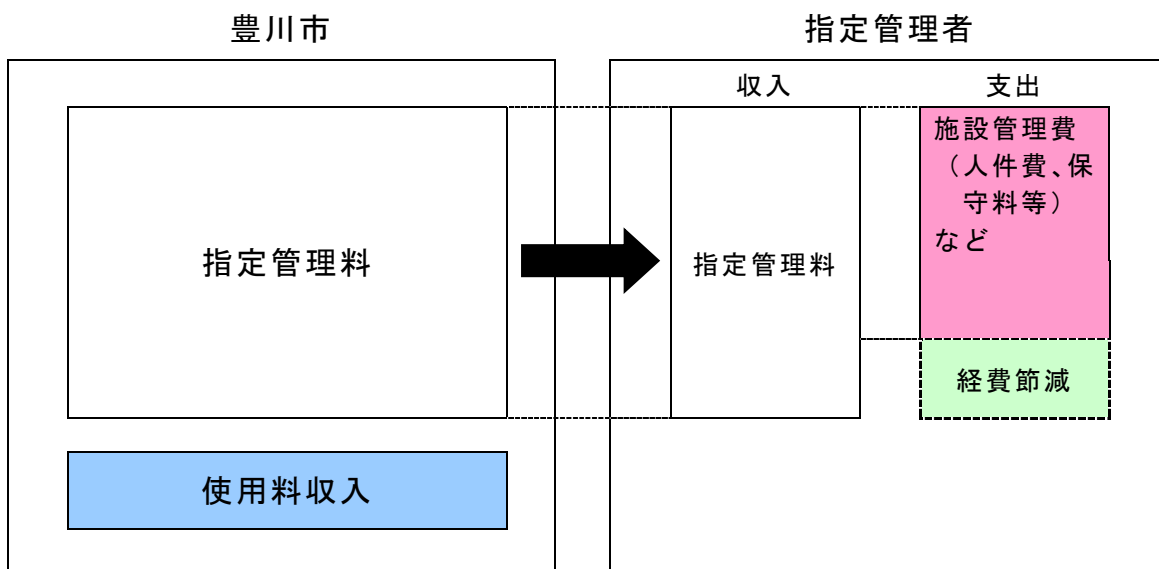 豊川市
指定管理者
収入
支出
指定管理料
指定管理料
施設管理費
（人件費、保
守料等）
など
経費節減
使用料収入